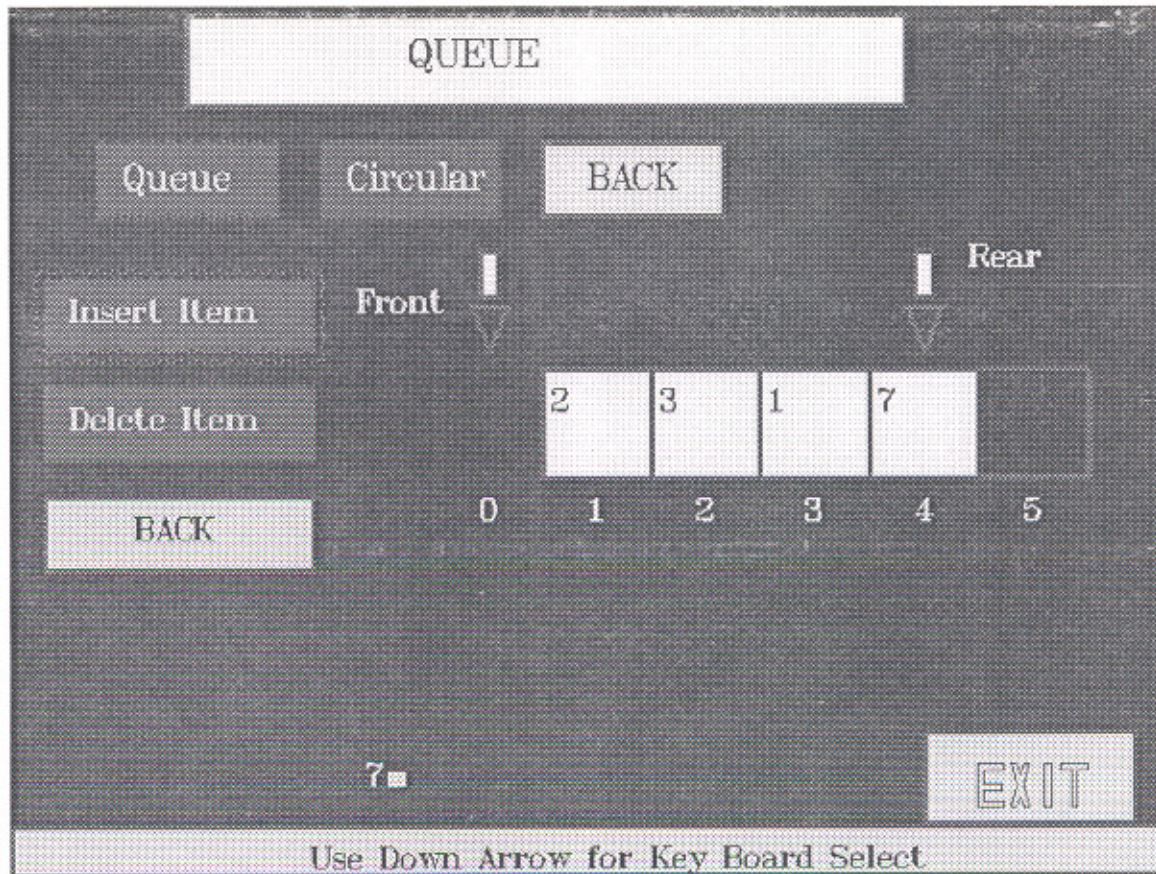 QUEUE
Queue Circular BACK
Rear
Front
Insert Item
2 3 1 7
Delete Item
0 1 2 3 4 5
BACK
7
EXIT
Use Down Arrow for Key Board Select